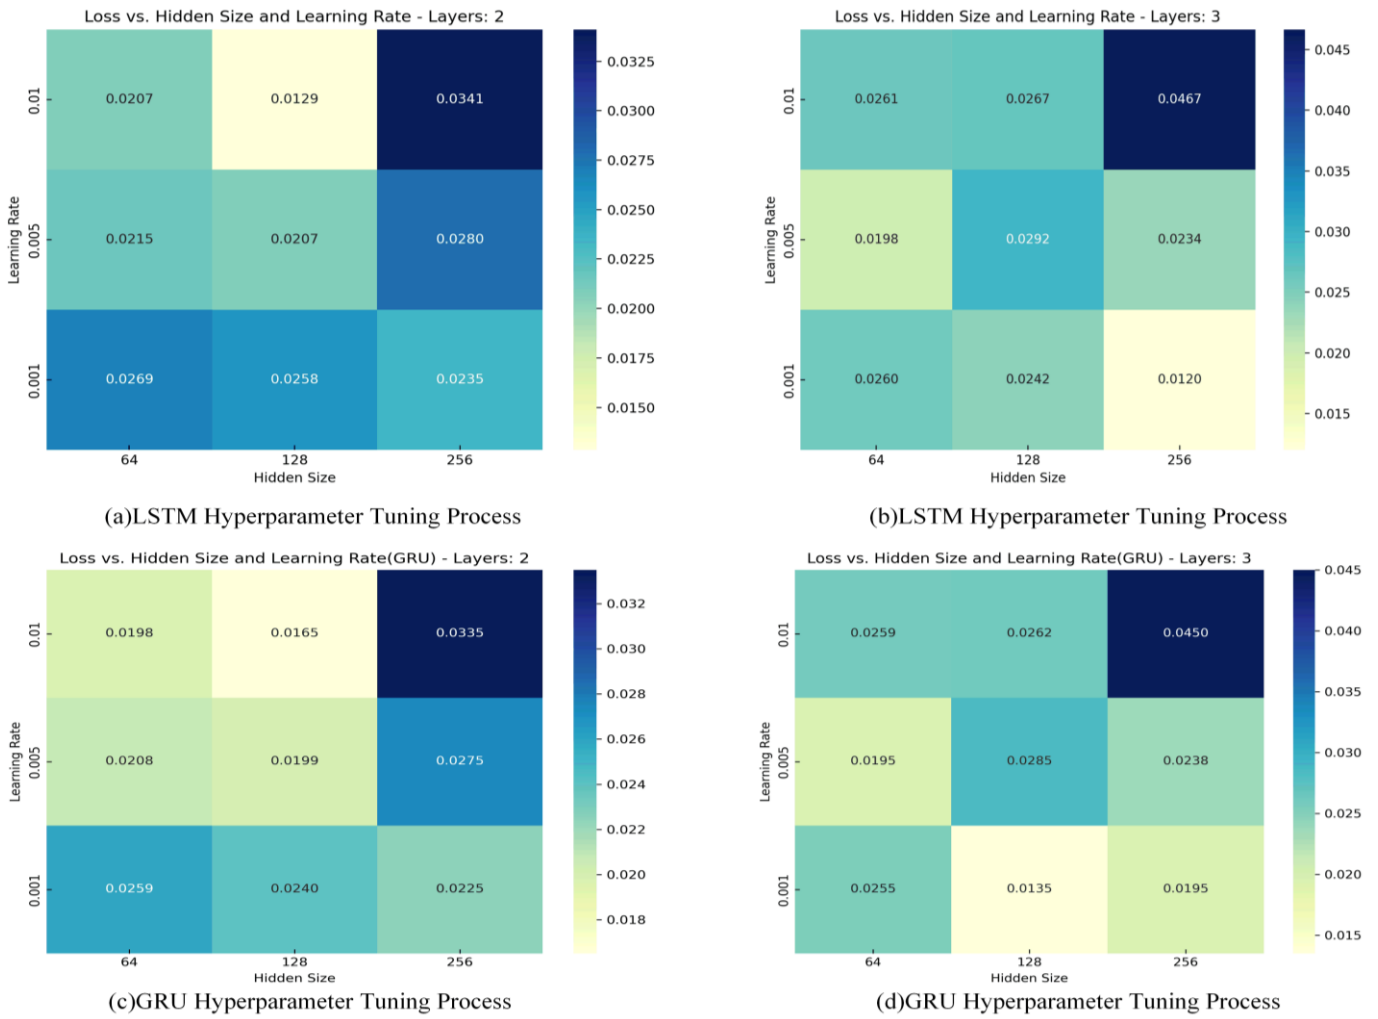 Loss vs. Hidden Size and Learning Rate - Layers: 2
0.01 0.0207 0.0129 0.0341
0.005 0.0215 0.0207 0.0280
0.001 0.0269 0.0258 0.0235
Learning Rate
64 128 256
Hidden Size
0.0325
0.0300
0.0275
0.0250
0.0225
0.0200
0.0175
0.0150
(a)LSTM Hyperparameter Tuning Process
Loss vs. Hidden Size and Learning Rate - Layers: 3
0.01 0.0261 0.0267 0.0467
0.005 0.0198 0.0292 0.0234
0.001 0.0260 0.0242 0.0120
Learning Rate
64 128 256
Hidden Size
0.045
0.040
0.035
0.030
0.025
0.020
0.015
(b)LSTM Hyperparameter Tuning Process
Loss vs. Hidden Size and Learning Rate(GRU) - Layers: 2
0.01 0.0198 0.0165 0.0335
0.005 0.0208 0.0199 0.0275
0.001 0.0259 0.0240 0.0225
Learning Rate
64 128 256
Hidden Size
0.032
0.030
0.028
0.026
0.024
0.022
0.020
0.018
(c)GRU Hyperparameter Tuning Process
Loss vs. Hidden Size and Learning Rate(GRU) - Layers: 3
0.01 0.0259 0.0262 0.0450
0.005 0.0195 0.0285 0.0238
0.001 0.0255 0.0135 0.0195
Learning Rate
64 128 256
Hidden Size
0.045
0.040
0.035
0.030
0.025
0.020
0.015
(d)GRU Hyperparameter Tuning Process